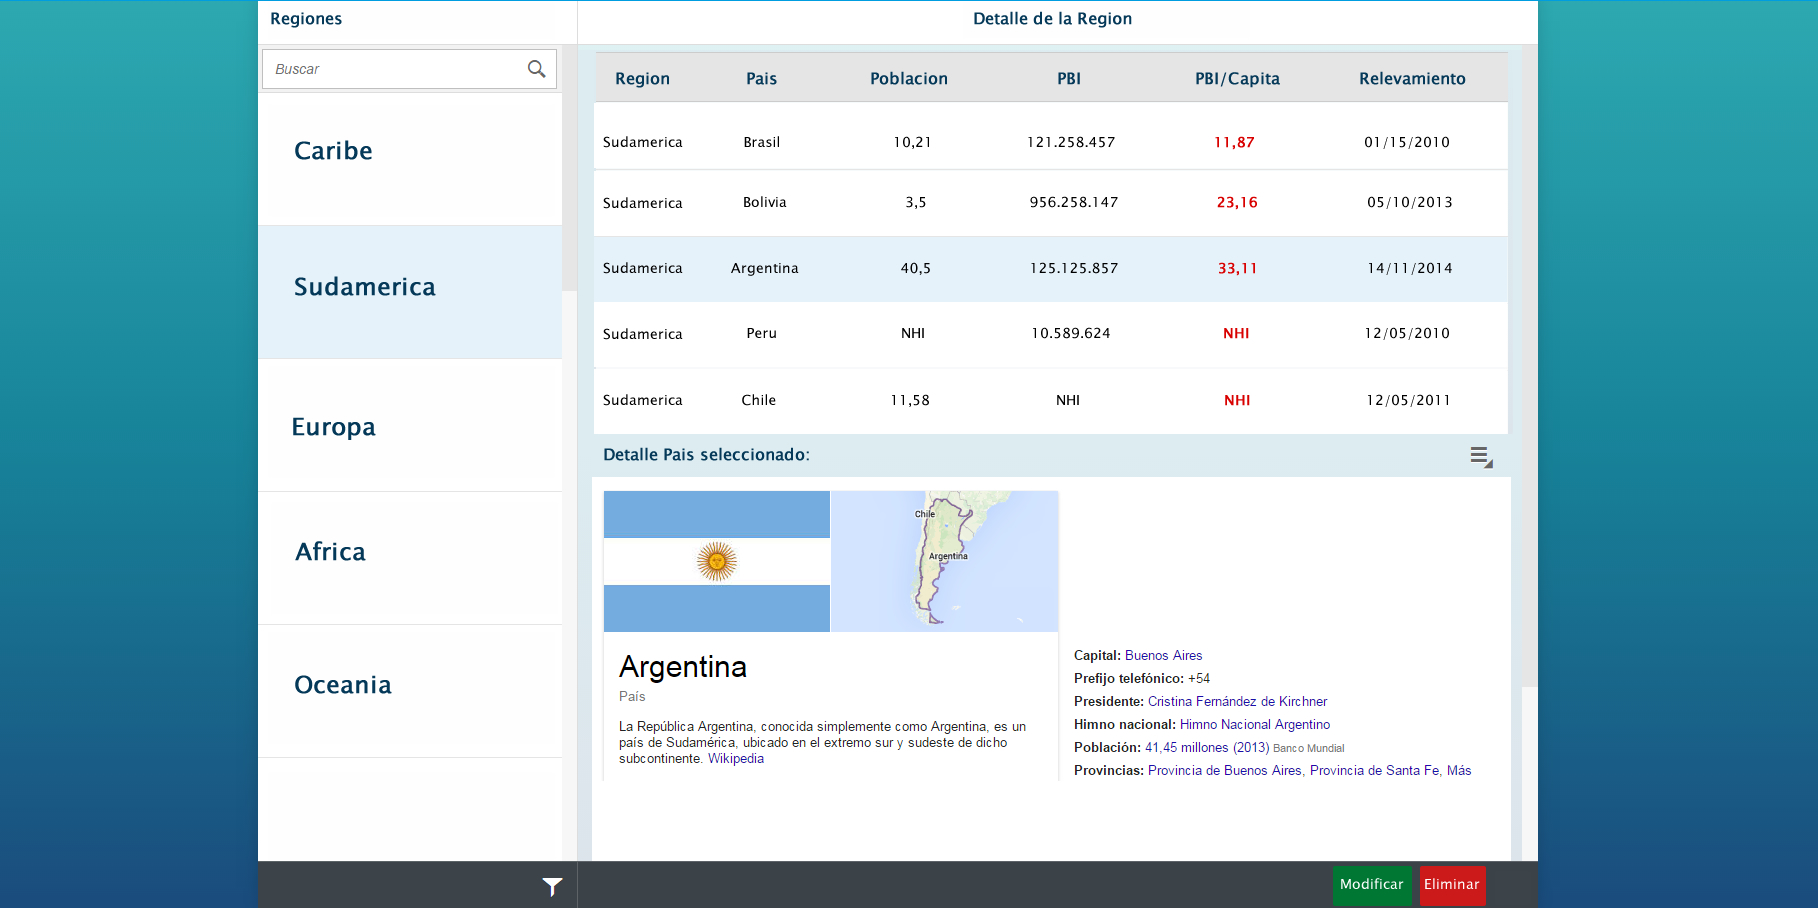 Regiones
Detalle de la Region
Buscar
Caribe
Sudamerica
Europa
Africa
Oceania
Region Pais Poblacion PBI PBI/Capita Relevamiento
Sudamerica Brasil 10,21 121.258.457 11,87 01/15/2010
Sudamerica Bolivia 3,5 956.258.147 23,16 05/10/2013
Sudamerica Argentina 40,5 125.125.857 33,11 14/11/2014
Sudamerica Peru NHI 10.589.624 NHI 12/05/2010
Sudamerica Chile 11,58 NHI NHI 12/05/2011
Detalle Pais seleccionado:
Chile
Argentina
Argentina
País
La República Argentina, conocida simplemente como Argentina, es un
país de Sudamérica, ubicado en el extremo sur y sudeste de dicho
subcontinente. Wikipedia
Capital: Buenos Aires
Prefijo telefónico: +54
Presidente: Cristina Fernández de Kirchner
Himno nacional: Himno Nacional Argentino
Población: 41,45 millones (2013) Banco Mundial
Provincias: Provincia de Buenos Aires, Provincia de Santa Fe, Más
Modificar
Eliminar